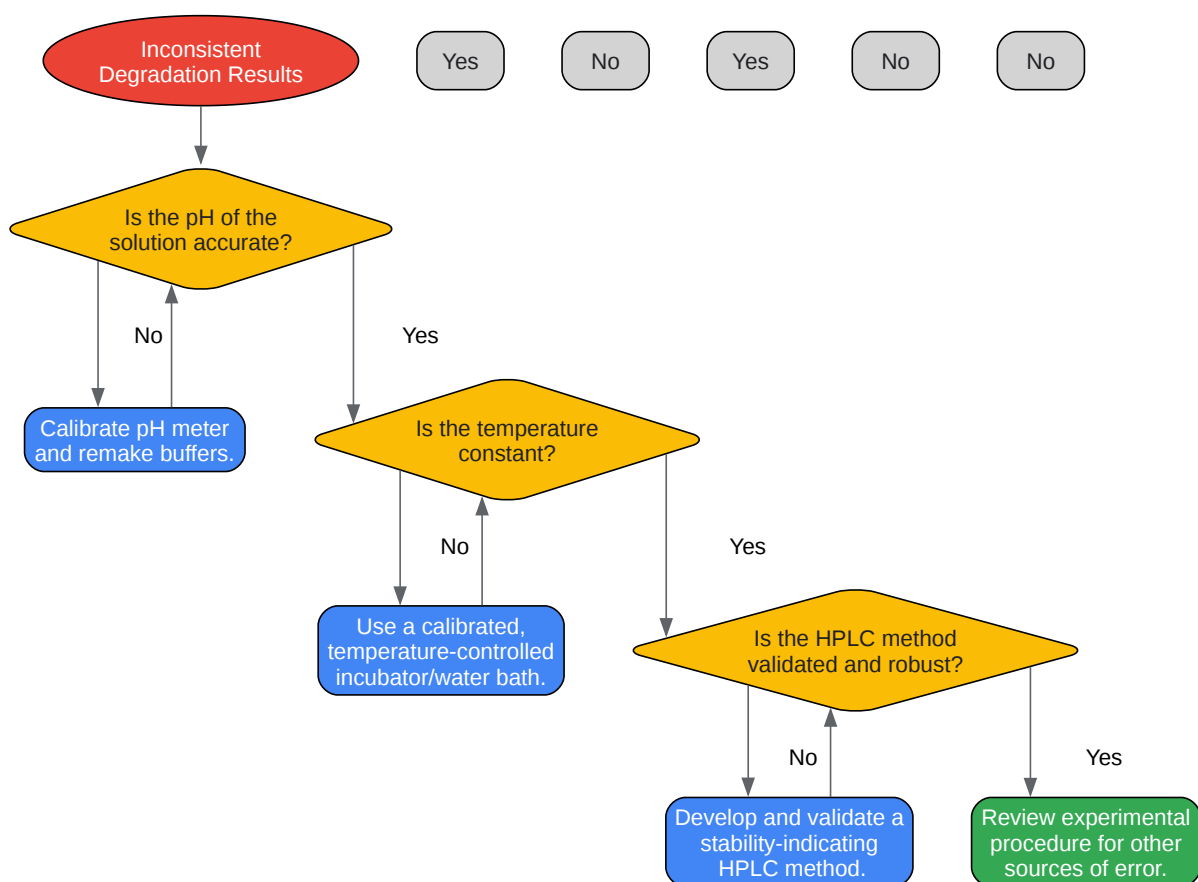 Inconsistent
Degradation Results
Yes
No
Yes
No
No
Is the pH of the
solution accurate?
No
Yes
Calibrate pH meter
and remake buffers.
Is the temperature
constant?
No
Yes
Use a calibrated,
temperature-controlled
incubator/water bath.
Is the HPLC method
validated and robust?
No
Yes
Develop and validate a
stability-indicating
HPLC method.
Review experimental
procedure for other
sources of error.